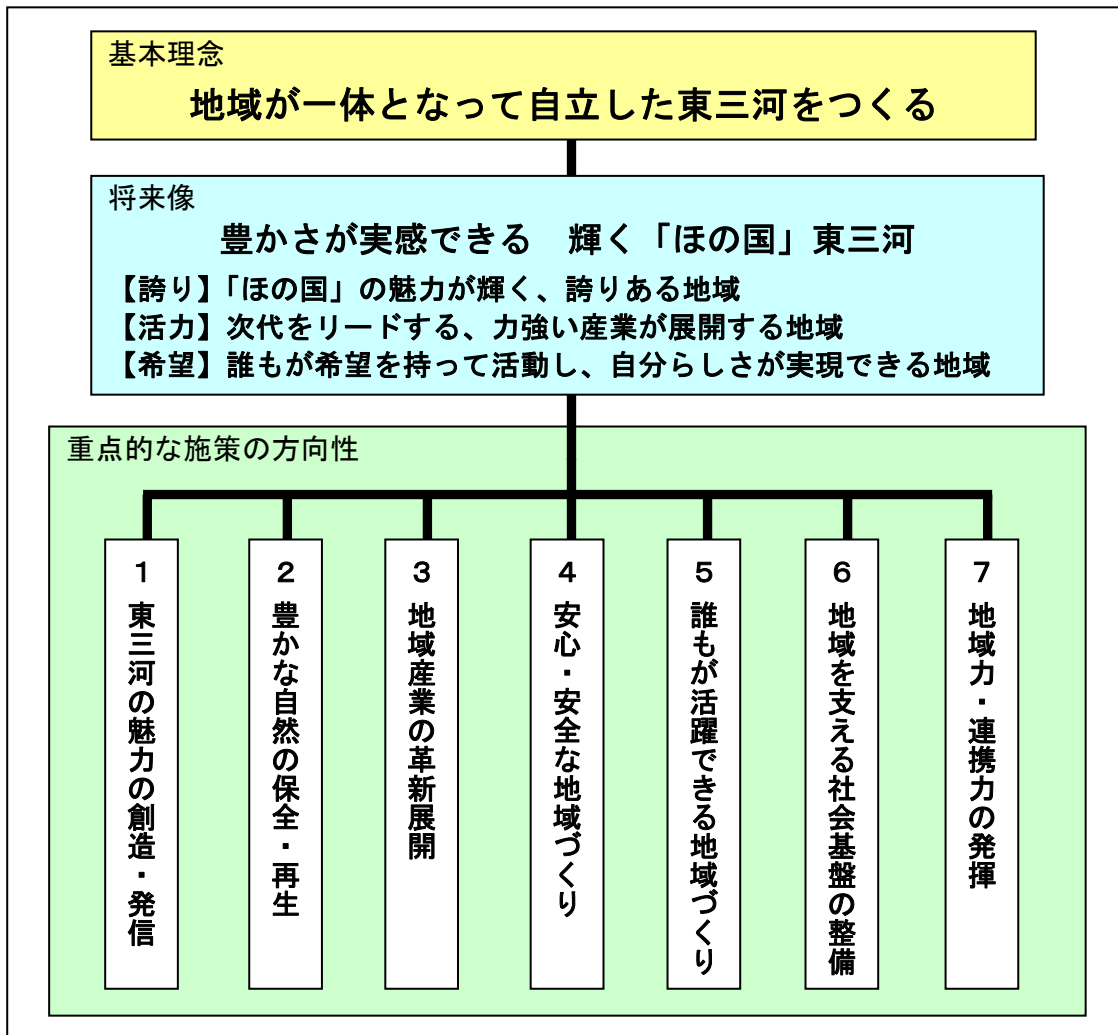 基本理念
地域が一体となって自立した東三河をつくる
将来像
豊かさが実感できる　輝く「ほの国」東三河
【誇り】「ほの国」の魅力が輝く、誇りある地域
【活力】次代をリードする、力強い産業が展開する地域
【希望】誰もが希望を持って活動し、自分らしさが実現できる地域
重点的な施策の方向性
１　東三河の魅力の創造・発信
２　豊かな自然の保全・再生
３　地域産業の革新展開
４　安心・安全な地域づくり
５　誰もが活躍できる地域づくり
６　地域を支える社会基盤の整備
７　地域力・連携力の発揮